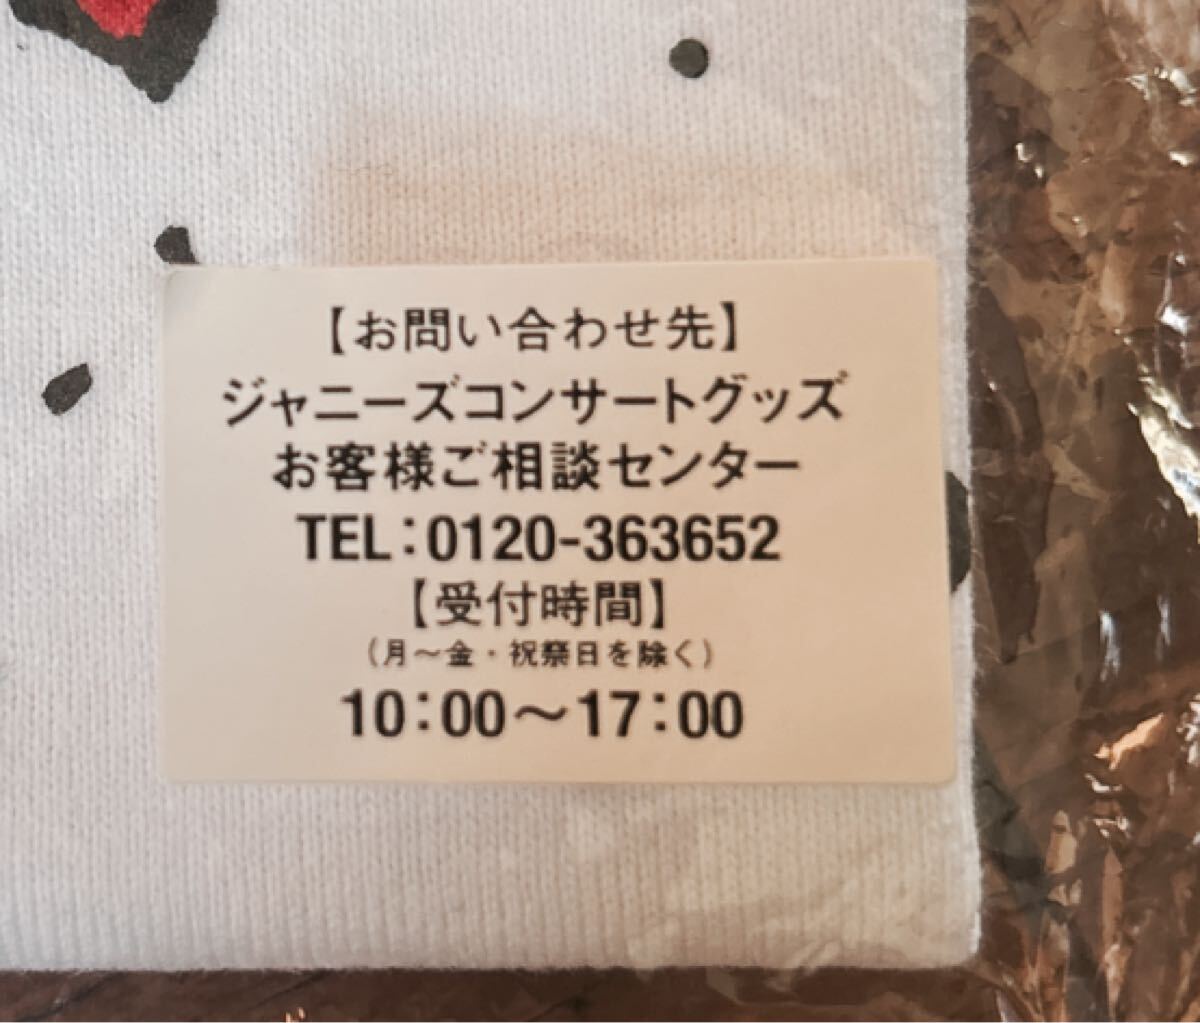 【お問い合わせ先】
ジャニーズコンサートグッズ
お客様ご相談センター
TEL：0120-363652
【受付時間】
（月～金・祝祭日を除く）
10：00～17：00